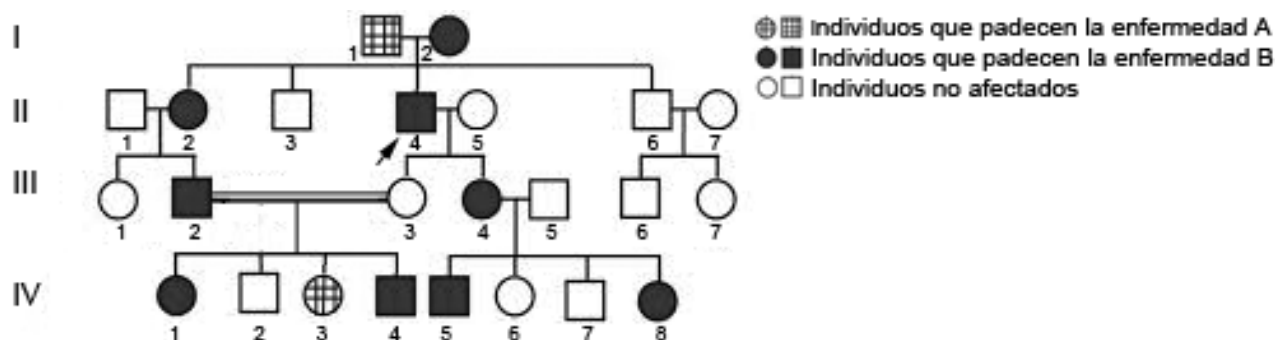 I
1 2
Individuos que padecen la enfermedad A
Individuos que padecen la enfermedad B
Individuos no afectados
II
1 2 3 4 5 6 7
III
1 2 3 4 5 6 7
IV
1 2 3 4 5 6 7 8